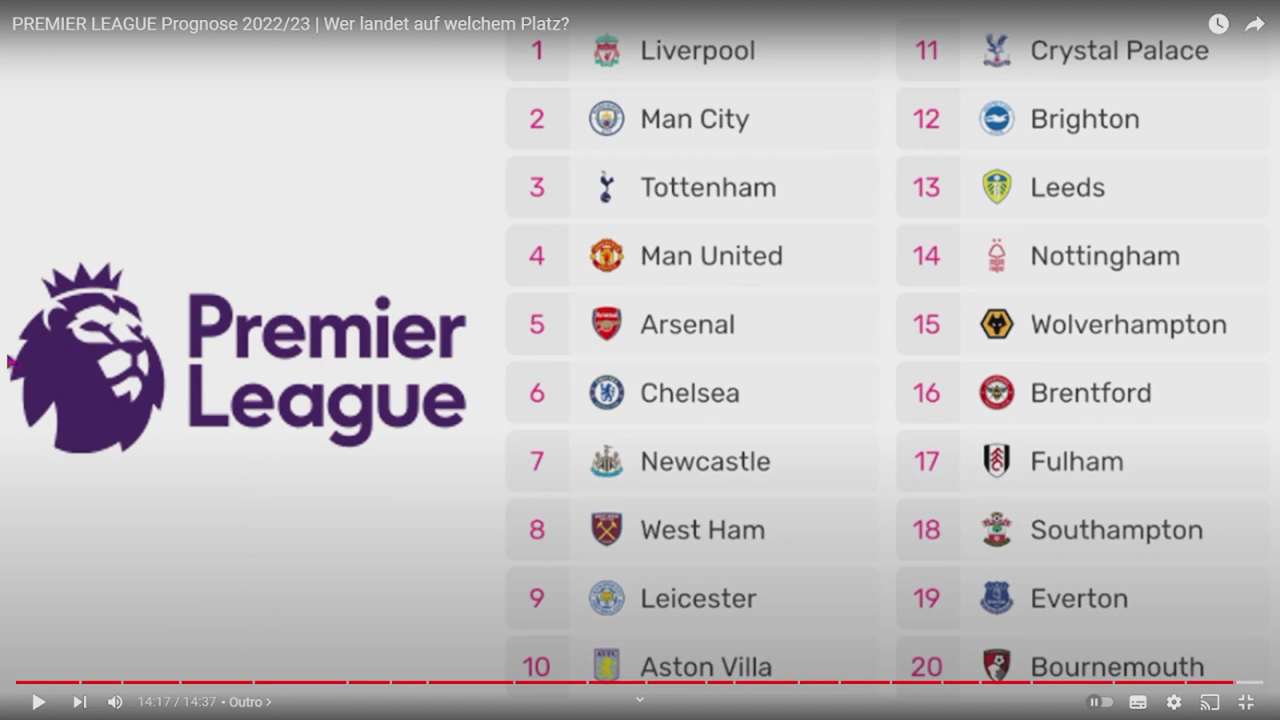 PREMIER LEAGUE Prognose 2022/23 | Wer landet auf welchem Platz?
1 Liverpool
2 Man City
3 Tottenham
4 Man United
5 Arsenal
6 Chelsea
7 Newcastle
8 West Ham
9 Leicester
10 Aston Villa
11 Crystal Palace
12 Brighton
13 Leeds
14 Nottingham
15 Wolverhampton
16 Brentford
17 Fulham
18 Southampton
19 Everton
20 Bournemouth
Premier
League
14:17 / 14:37 • Outro >